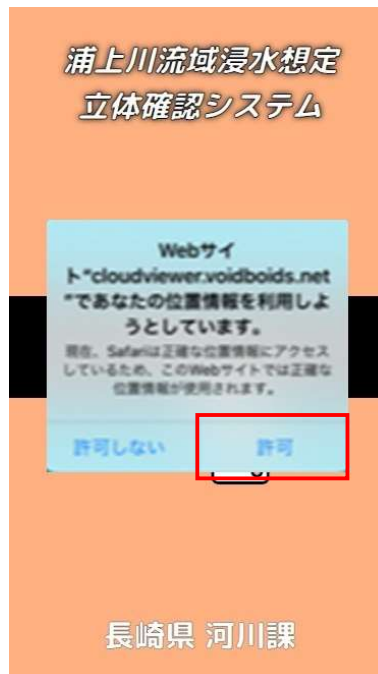 浦上川流域浸水想定
立体確認システム
Webサイ
ト"cloudviewer.voidboids.net
"であなたの位置情報を利用しよ
うとしています。
現在、Safariは正確な位置情報にアクセス
しているため、このWebサイトでは正確な
位置情報が使用されます。
許可しない
許可
長崎県 河川課